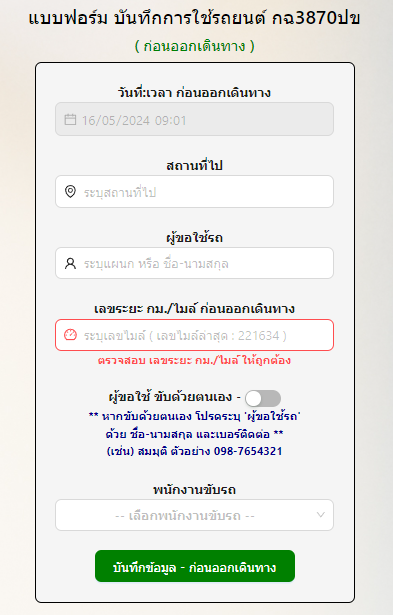 แบบฟอร์ม บันทึกการใช้รถยนต์ กฉ3870ปข
( ก่อนออกเดินทาง )
วันที่:เวลา ก่อนออกเดินทาง
16/05/2024 09:01
สถานที่ไป
ระบุสถานที่ไป
ผู้ขอใช้รถ
ระบุแผนก หรือ ชื่อ-นามสกุล
เลขระยะ กม./ไมล์ ก่อนออกเดินทาง
ระบุเลขไมล์ ( เลขไมล์ล่าสุด : 221634 )
ตรวจสอบ เลขระยะ กม./ไมล์ ให้ถูกต้อง
ผู้ขอใช้ ขับด้วยตนเอง -
** หากขับด้วยตนเอง โปรดระบุ 'ผู้ขอใช้รถ'
ด้วย ชื่อ-นามสกุล และเบอร์ติดต่อ **
(เช่น) สมมุติ ตัวอย่าง 098-7654321
พนักงานขับรถ
-- เลือกพนักงานขับรถ --
บันทึกข้อมูล - ก่อนออกเดินทาง